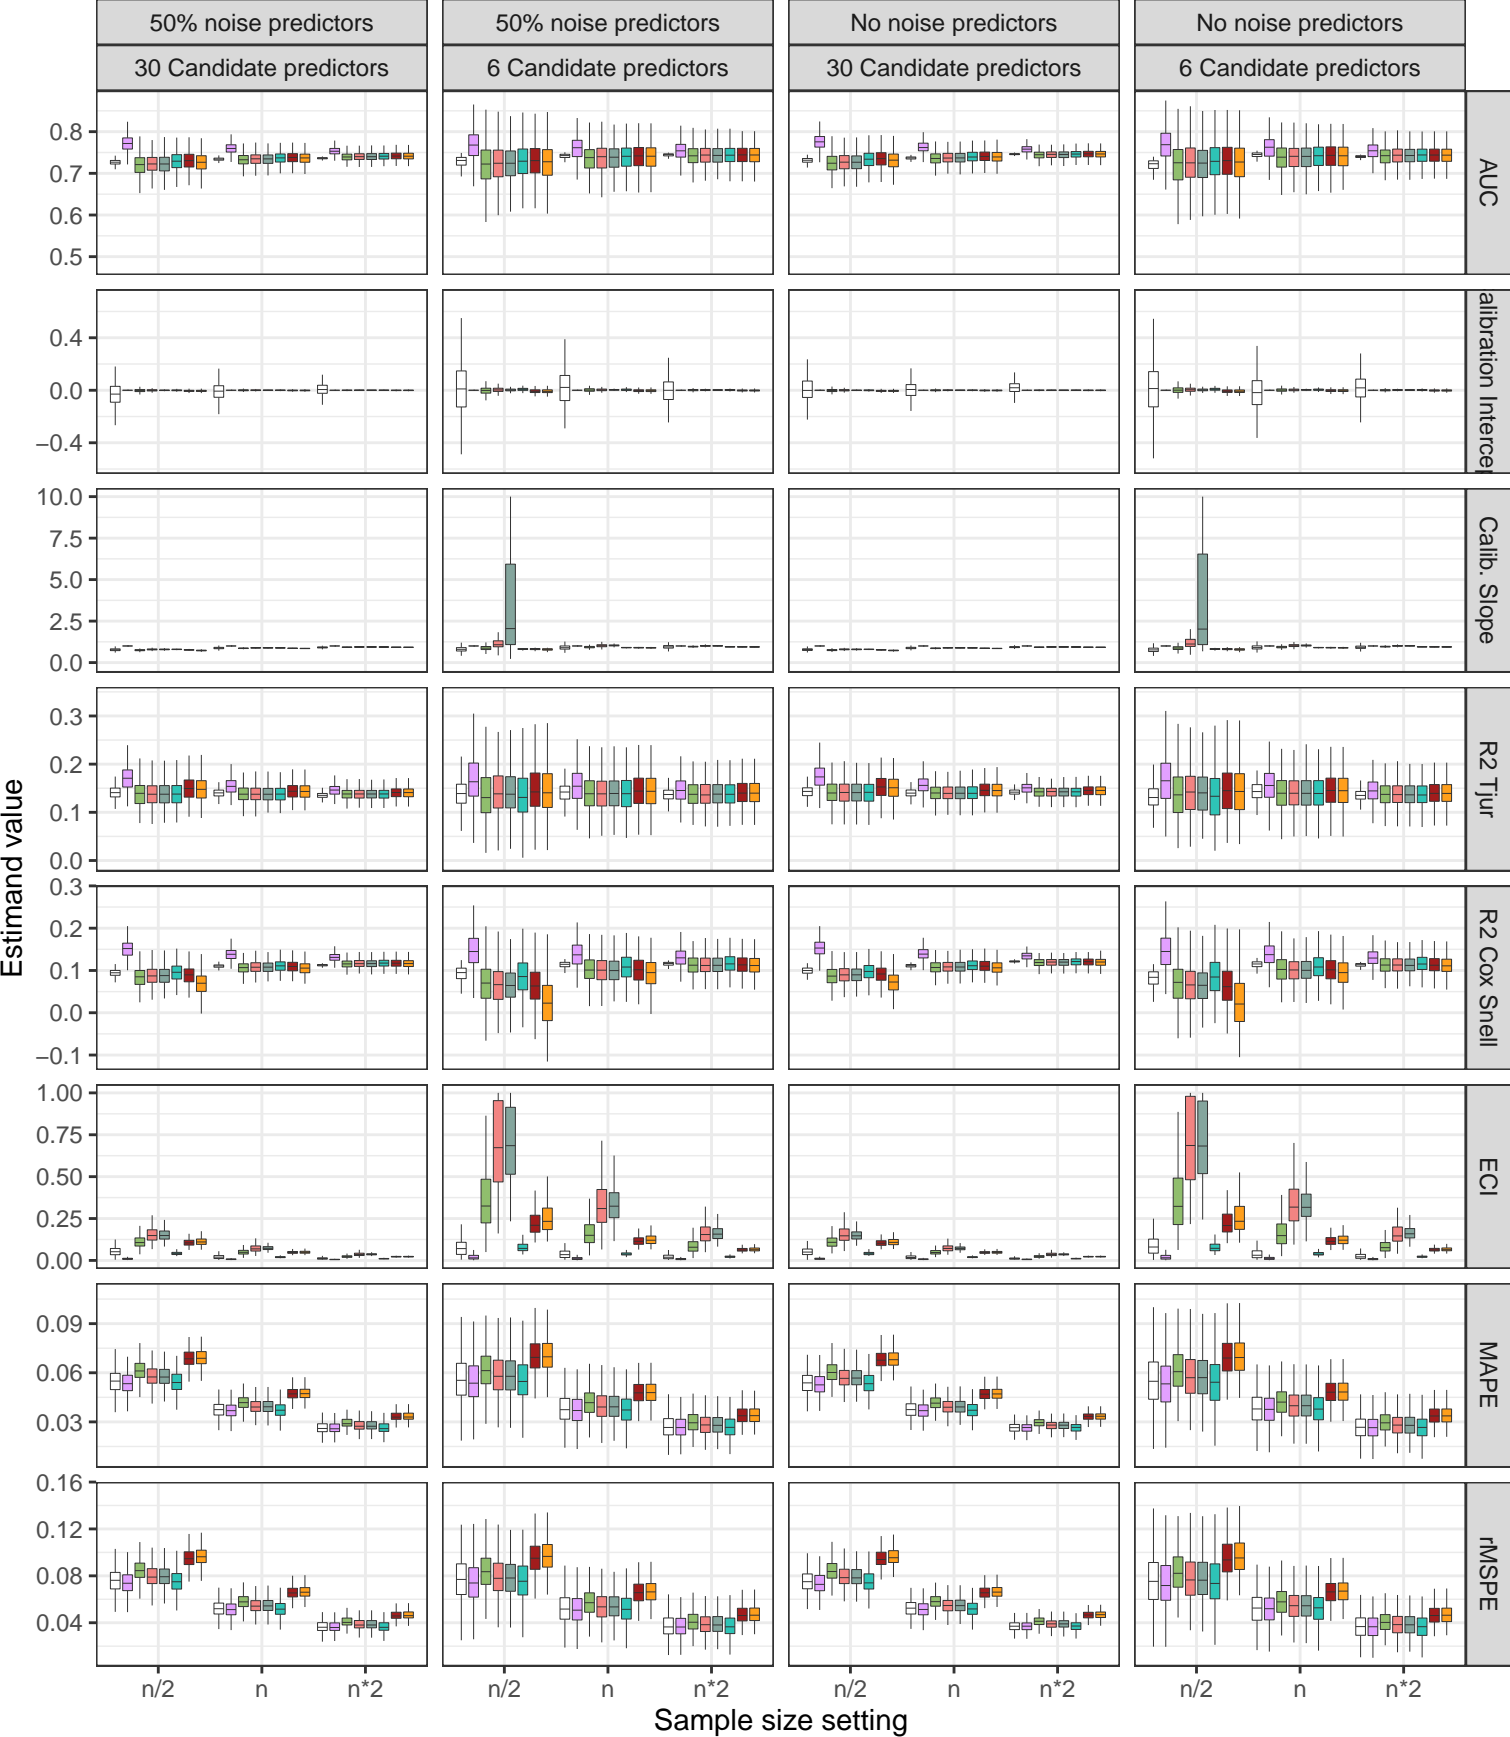 50% noise predictors
50% noise predictors
No noise predictors
No noise predictors
30 Candidate predictors
6 Candidate predictors
30 Candidate predictors
6 Candidate predictors
0.8
0.7
0.6
0.5
AUC
0.4
0.0
−0.4
alibration Interce
10.0
7.5
5.0
2.5
0.0
Calib. Slope
0.3
0.2
0.1
0.0
R2 Tjur
0.3
0.2
0.1
0.0
−0.1
R2 Cox Snell
1.00
0.75
0.50
0.25
0.00
ECI
0.09
0.06
0.03
MAPE
0.16
0.12
0.08
0.04
rMSPE
Estimand value
n/2
n
n*2
n/2
n
n*2
n/2
n
n*2
n/2
n
n*2
Sample size setting